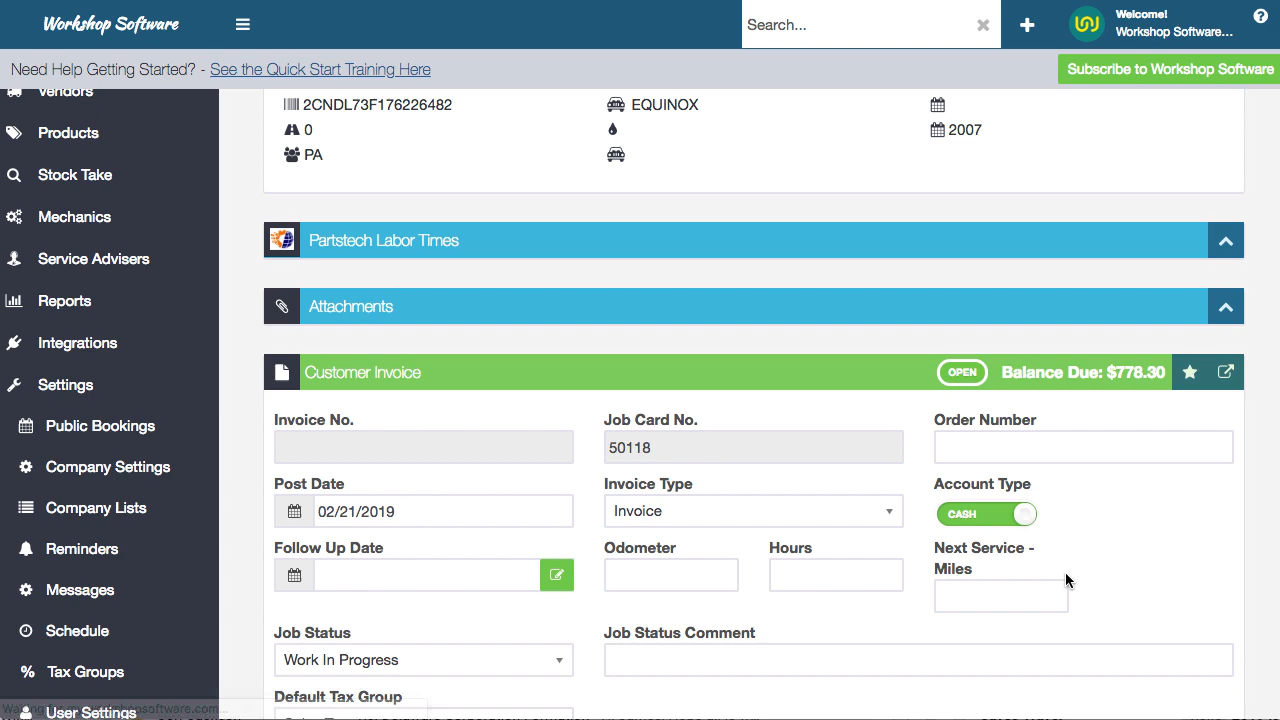 Workshop Software
Search...
Welcome!
Workshop Software...
Need Help Getting Started? - See the Quick Start Training Here
Subscribe to Workshop Software
Vendors
Products
Stock Take
Mechanics
Service Advisers
Reports
Integrations
Settings
Public Bookings
Company Settings
Company Lists
Reminders
Messages
Schedule
Tax Groups
User Settings
2CNDL73F176226482
EQUINOX
0
2007
PA
Partstech Labor Times
Attachments
Customer Invoice
OPEN
Balance Due: $778.30
Invoice No.
Job Card No.
Order Number
50118
Post Date
Invoice Type
Account Type
02/21/2019
Invoice
CASH
Follow Up Date
Odometer
Hours
Next Service -
Miles
Job Status
Job Status Comment
Work In Progress
Default Tax Group